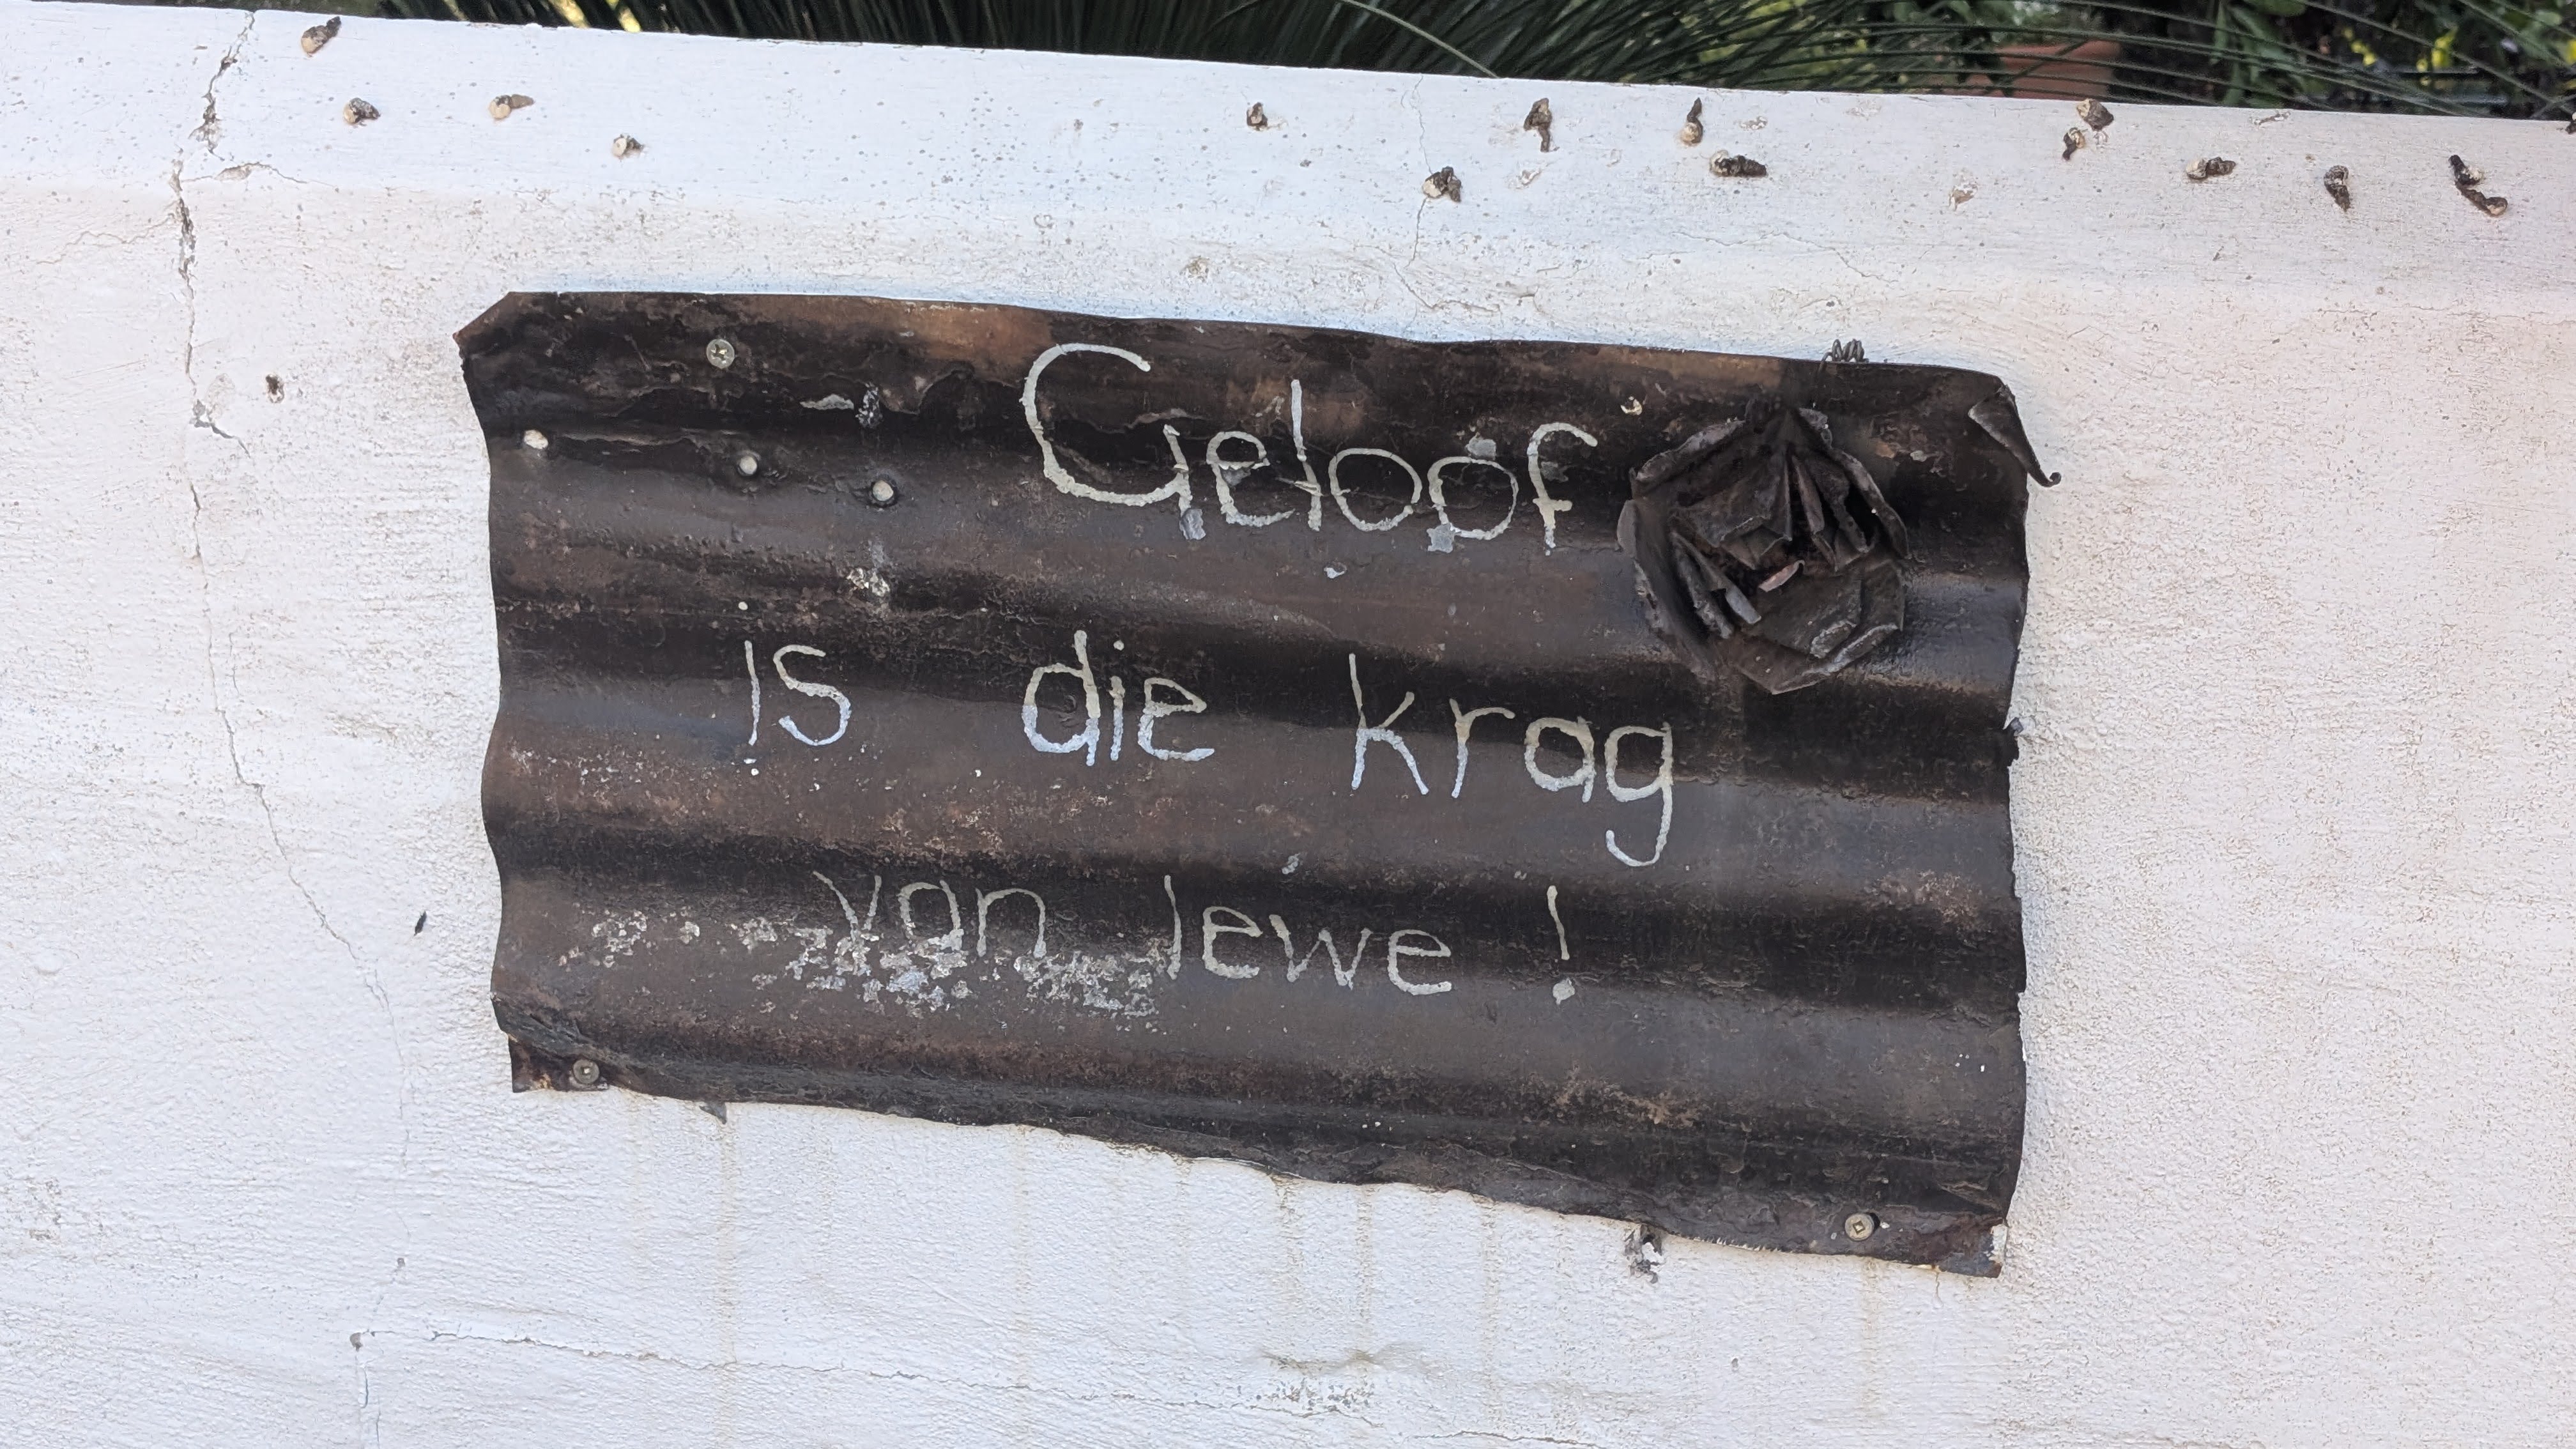 Geloof
is die krag
van lewe !